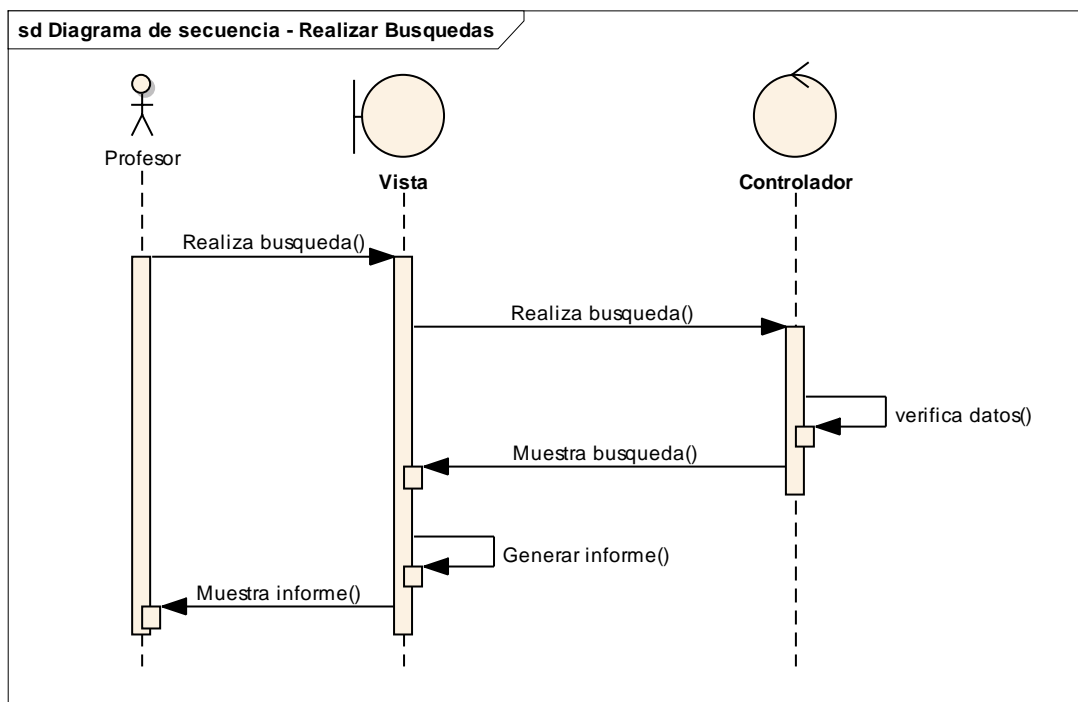 sd Diagrama de secuencia - Realizar Busquedas
Profesor
Vista
Controlador
Realiza busqueda()
Realiza busqueda()
verifica datos()
Muestra busqueda()
Generar informe()
Muestra informe()